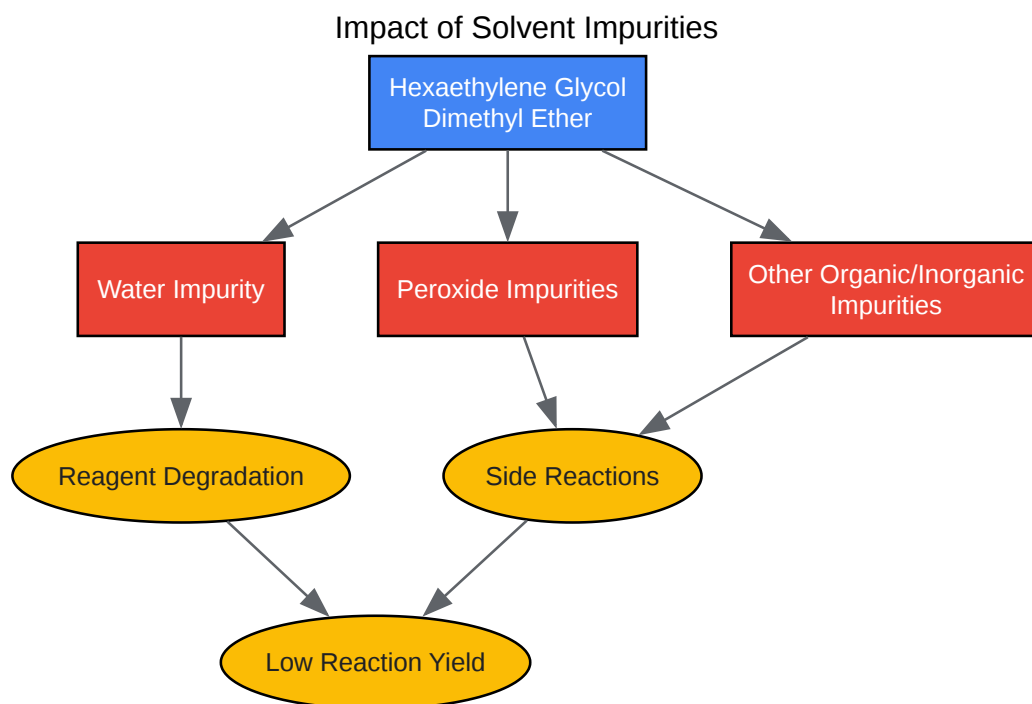 Impact of Solvent Impurities
Hexaethylene Glycol
Dimethyl Ether
Water Impurity
Peroxide Impurities
Other Organic/Inorganic
Impurities
Reagent Degradation
Side Reactions
Low Reaction Yield